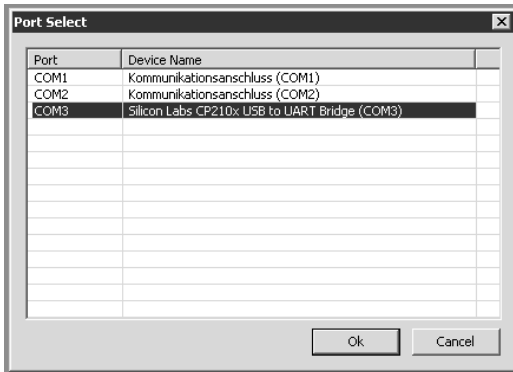 Port Select
Port Device Name
COM1 Kommunikationsanschluss (COM1)
COM2 Kommunikationsanschluss (COM2)
COM3 Silicon Labs CP210x USB to UART Bridge (COM3)
Ok Cancel